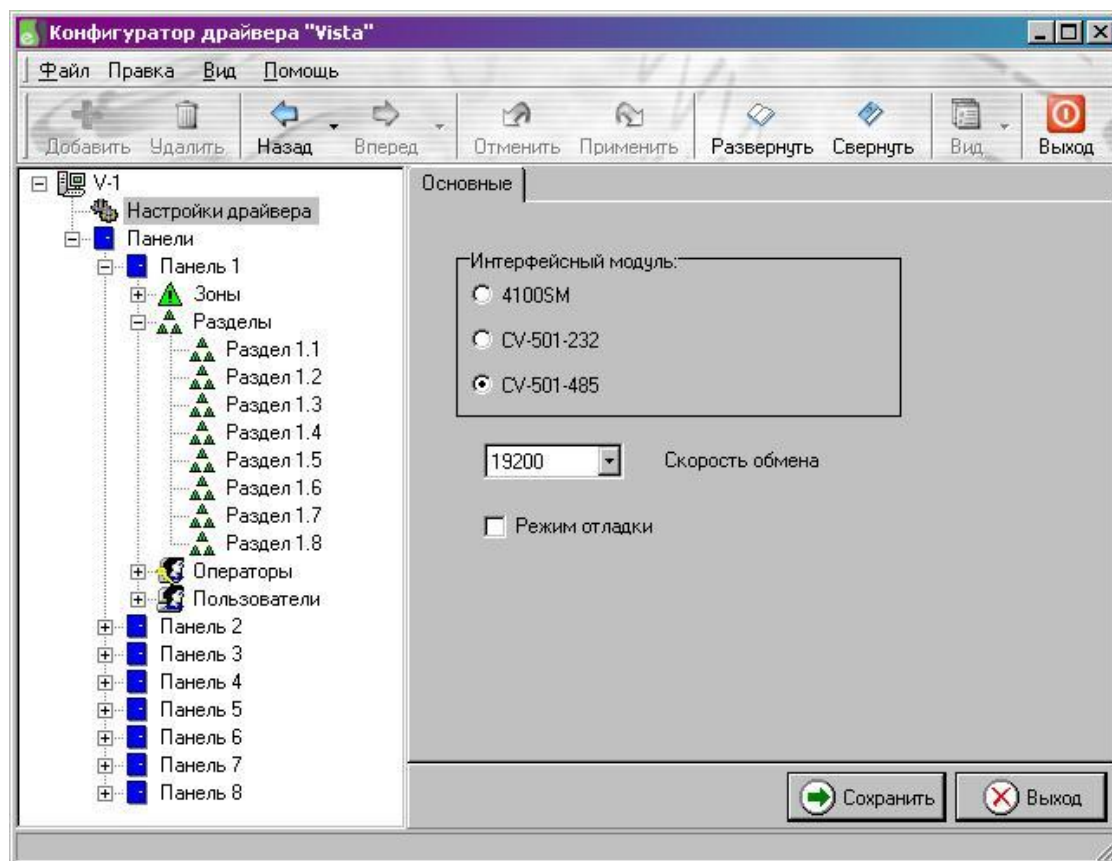 Конфигуратор драйвера "Vista"
Файл Правка Вид Помощь
Добавить Удалить Назад Вперед Отменить Применить Развернуть Свернуть Вид Выход
V-1
Настройки драйвера
Панели
Панель 1
Зоны
Разделы
Раздел 1.1
Раздел 1.2
Раздел 1.3
Раздел 1.4
Раздел 1.5
Раздел 1.6
Раздел 1.7
Раздел 1.8
Операторы
Пользователи
Панель 2
Панель 3
Панель 4
Панель 5
Панель 6
Панель 7
Панель 8
Основные
Интерфейсный модуль:
4100SM
CV-501-232
CV-501-485
19200 Скорость обмена
Режим отладки
Сохранить Выход